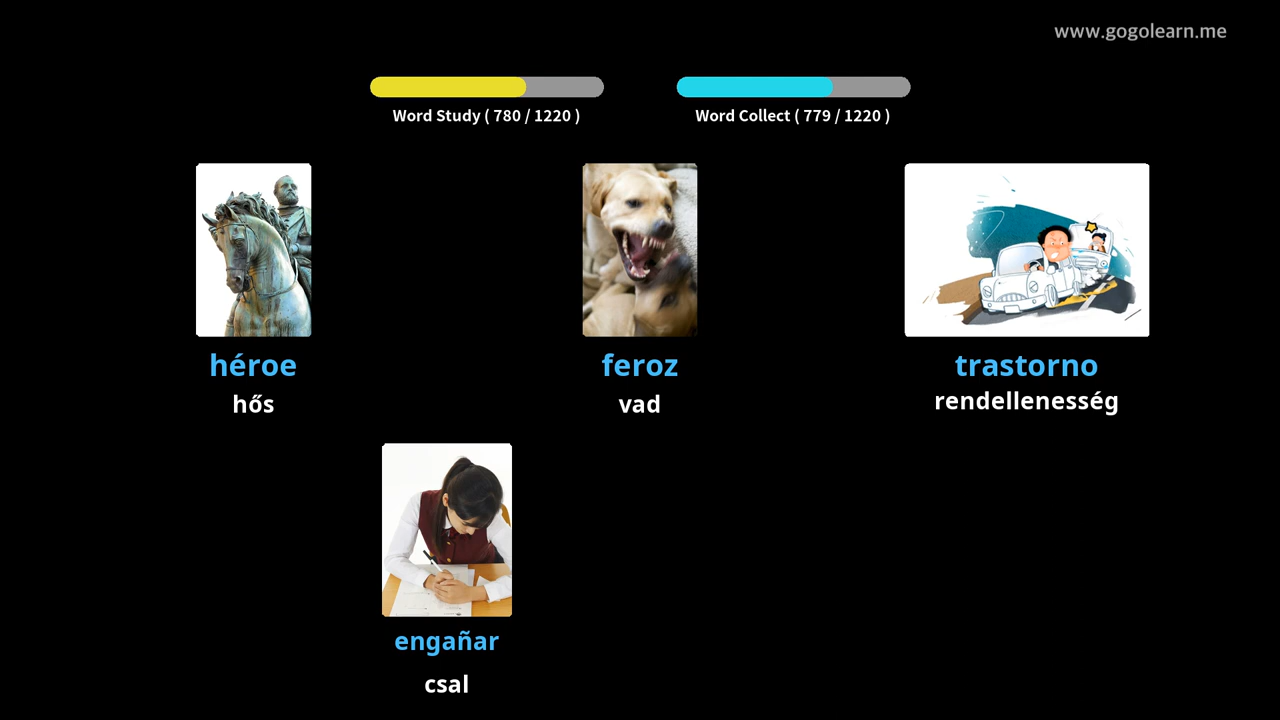 www.gogolearn.me
Word Study ( 780 / 1220 )
Word Collect ( 779 / 1220 )
héroe
hős
feroz
vad
trastorno
rendellenesség
engañar
csal